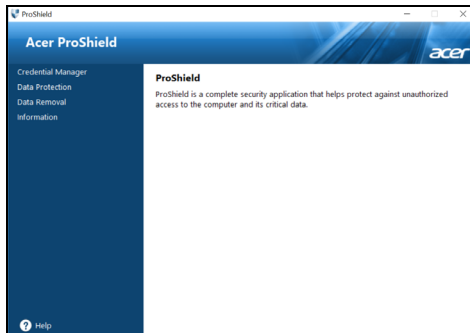 ProShield
Acer ProShield
acer
Credential Manager
Data Protection
Data Removal
Information
ProShield
ProShield is a complete security application that helps protect against unauthorized
access to the computer and its critical data.
? Help